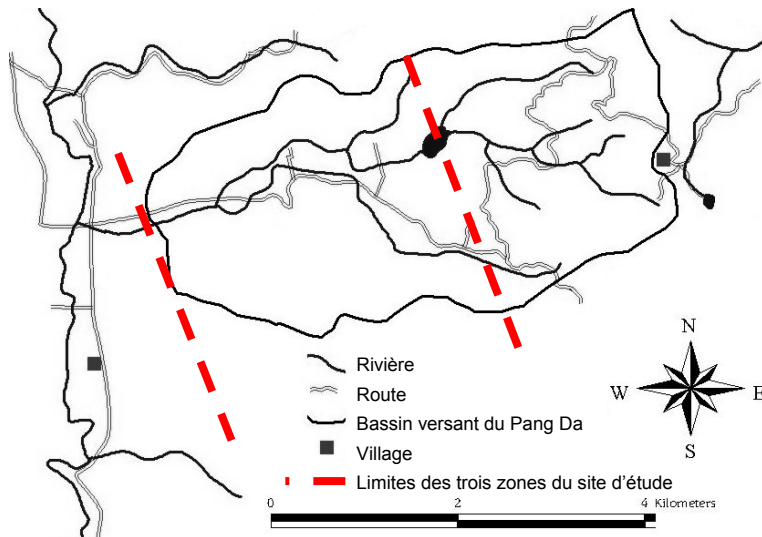 Rivière
Route
Bassin versant du Pang Da
Village
Limites des trois zones du site d'étude
N
W E
S
0 2 4 Kilometers